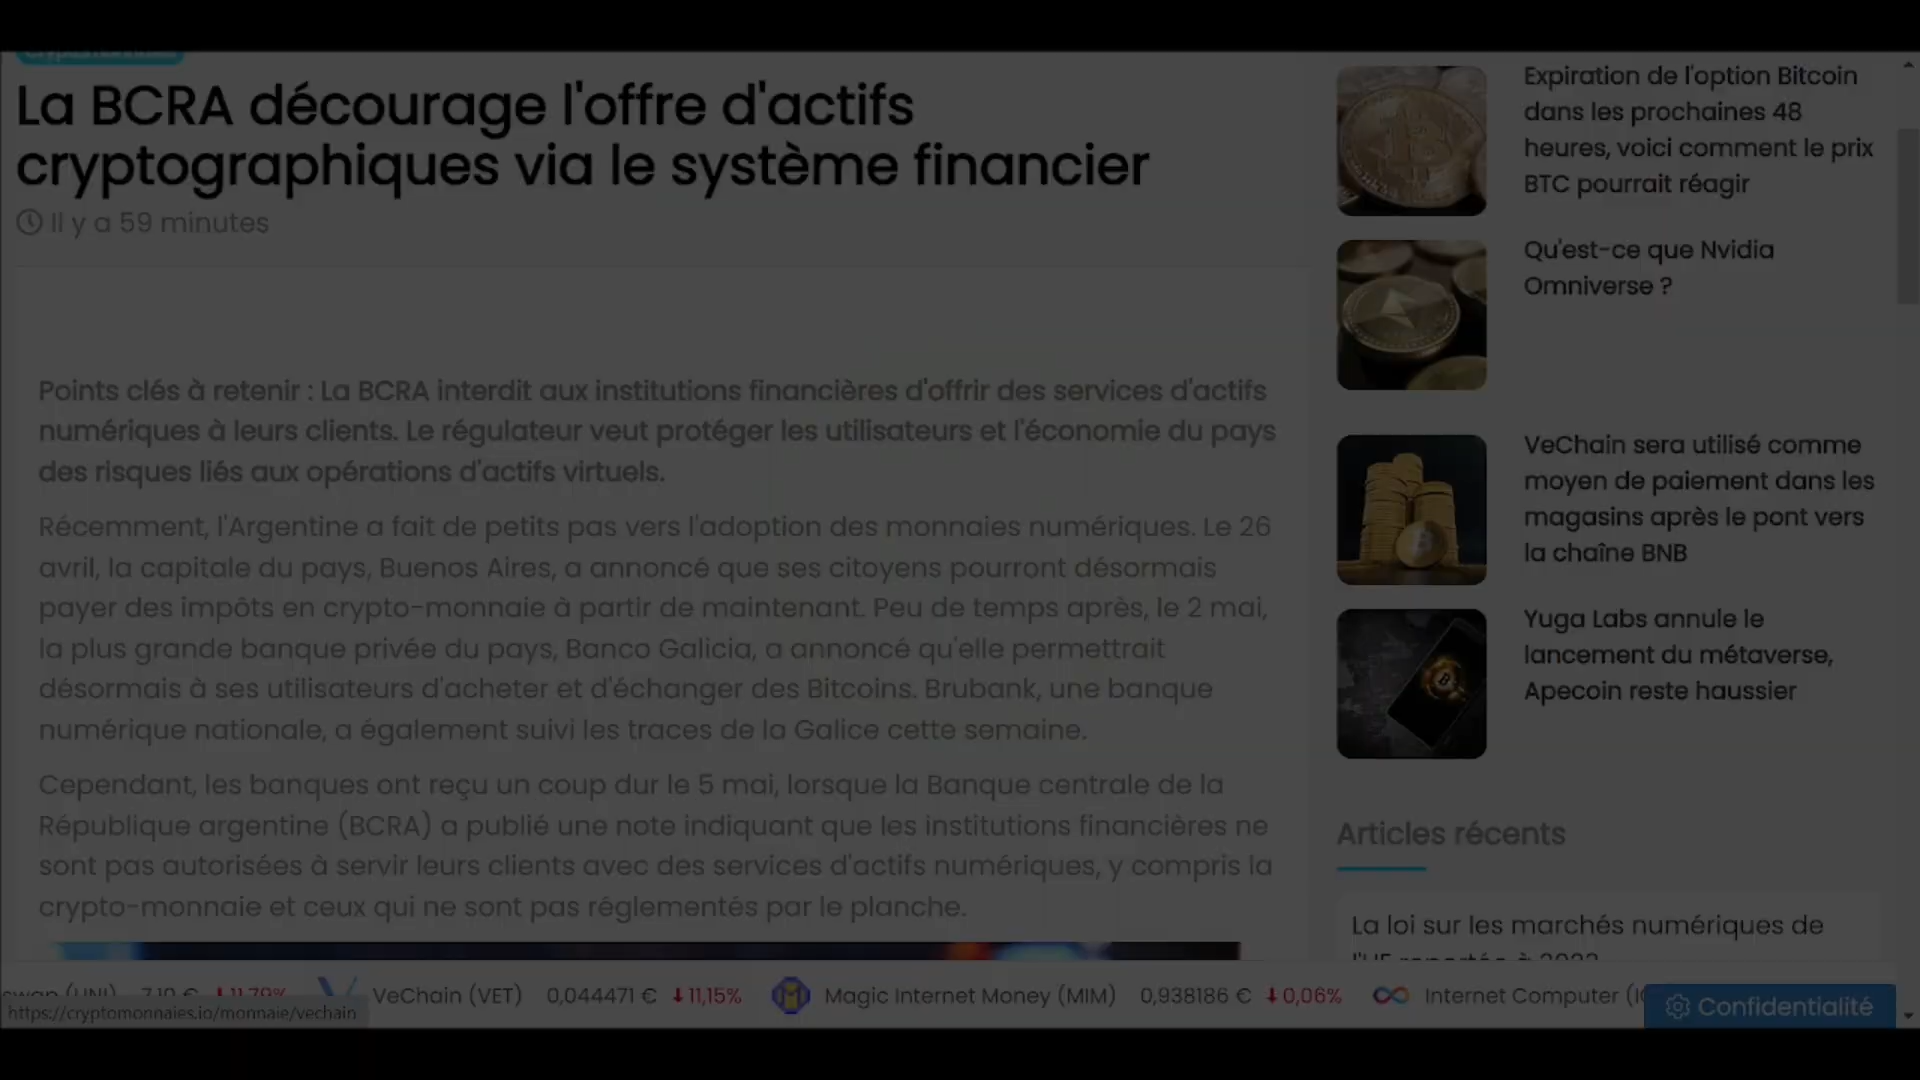 La BCRA décourage l'offre d'actifs
cryptographiques via le système financier
Il y a 59 minutes
Points clés à retenir : La BCRA interdit aux institutions financières d'offrir des services d'actifs
numériques à leurs clients. Le régulateur veut protéger les utilisateurs et l'économie du pays
des risques liés aux opérations d'actifs virtuels.
Récemment, l'Argentine a fait de petits pas vers l'adoption des monnaies numériques. Le 26
avril, la capitale du pays, Buenos Aires, a annoncé que ses citoyens pourront désormais
payer des impôts en crypto-monnaie à partir de maintenant. Peu de temps après, le 2 mai,
la plus grande banque privée du pays, Banco Galicia, a annoncé qu'elle permettrait
désormais à ses utilisateurs d'acheter et d'échanger des Bitcoins. Brubank, une banque
numérique nationale, a également suivi les traces de la Galice cette semaine.
Cependant, les banques ont reçu un coup dur le 5 mai, lorsque la Banque centrale de la
République argentine (BCRA) a publié une note indiquant que les institutions financières ne
sont pas autorisées à servir leurs clients avec des services d'actifs numériques, y compris la
crypto-monnaie et ceux qui ne sont pas réglementés par le planche.
Expiration de l'option Bitcoin
dans les prochaines 48
heures, voici comment le prix
BTC pourrait réagir
Qu'est-ce que Nvidia
Omniverse ?
VeChain sera utilisé comme
moyen de paiement dans les
magasins après le pont vers
la chaîne BNB
Yuga Labs annule le
lancement du métaverse,
Apecoin reste haussier
Articles récents
La loi sur les marchés numériques de
l'UE reportée à 2023
swap (UNI) 7,10 € 11,79% VeChain (VET) 0,044471 € 11,15% Magic Internet Money (MIM) 0,938186 € 0,06% Internet Computer
https://cryptomonnaies.io/monnaie/vechain
Confidentialité